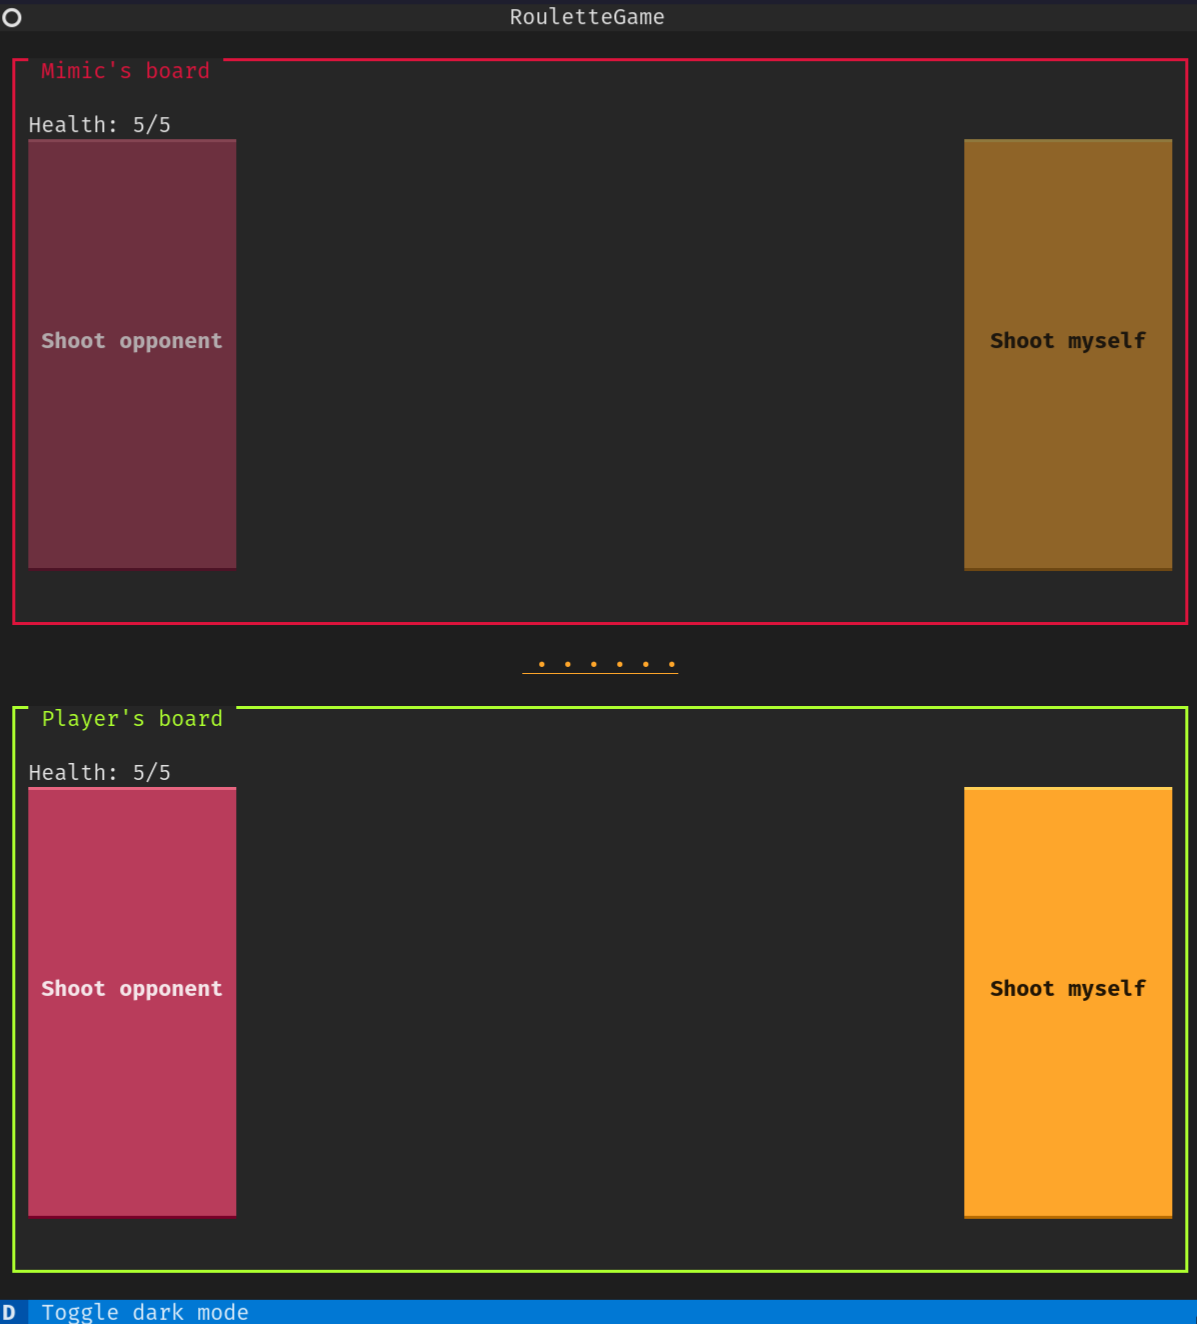 RouletteGame
Mimic's board
Health: 5/5
Shoot opponent
Shoot myself
• • • • • •
Player's board
Health: 5/5
Shoot opponent
Shoot myself
D Toggle dark mode